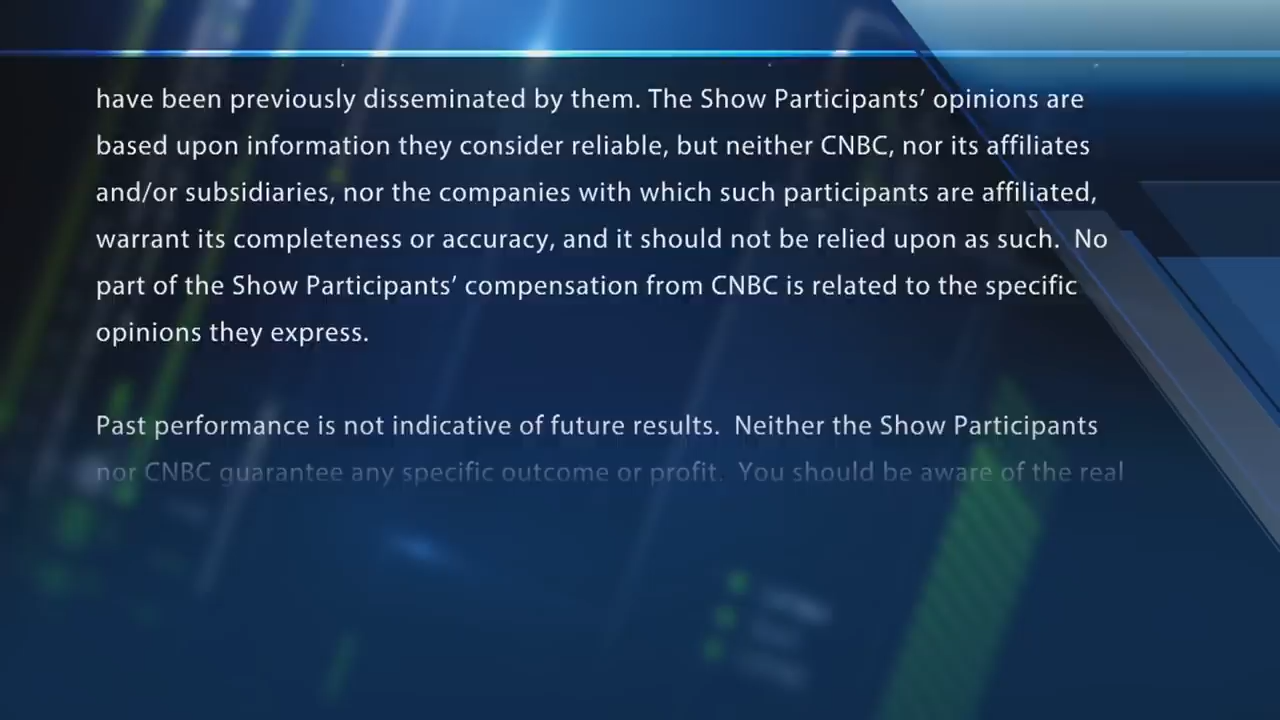 have been previously disseminated by them. The Show Participants’ opinions are
based upon information they consider reliable, but neither CNBC, nor its affiliates
and/or subsidiaries, nor the companies with which such participants are affiliated,
warrant its completeness or accuracy, and it should not be relied upon as such.  No
part of the Show Participants’ compensation from CNBC is related to the specific
opinions they express.
Past performance is not indicative of future results.  Neither the Show Participants
nor CNBC guarantee any specific outcome or profit.  You should be aware of the real